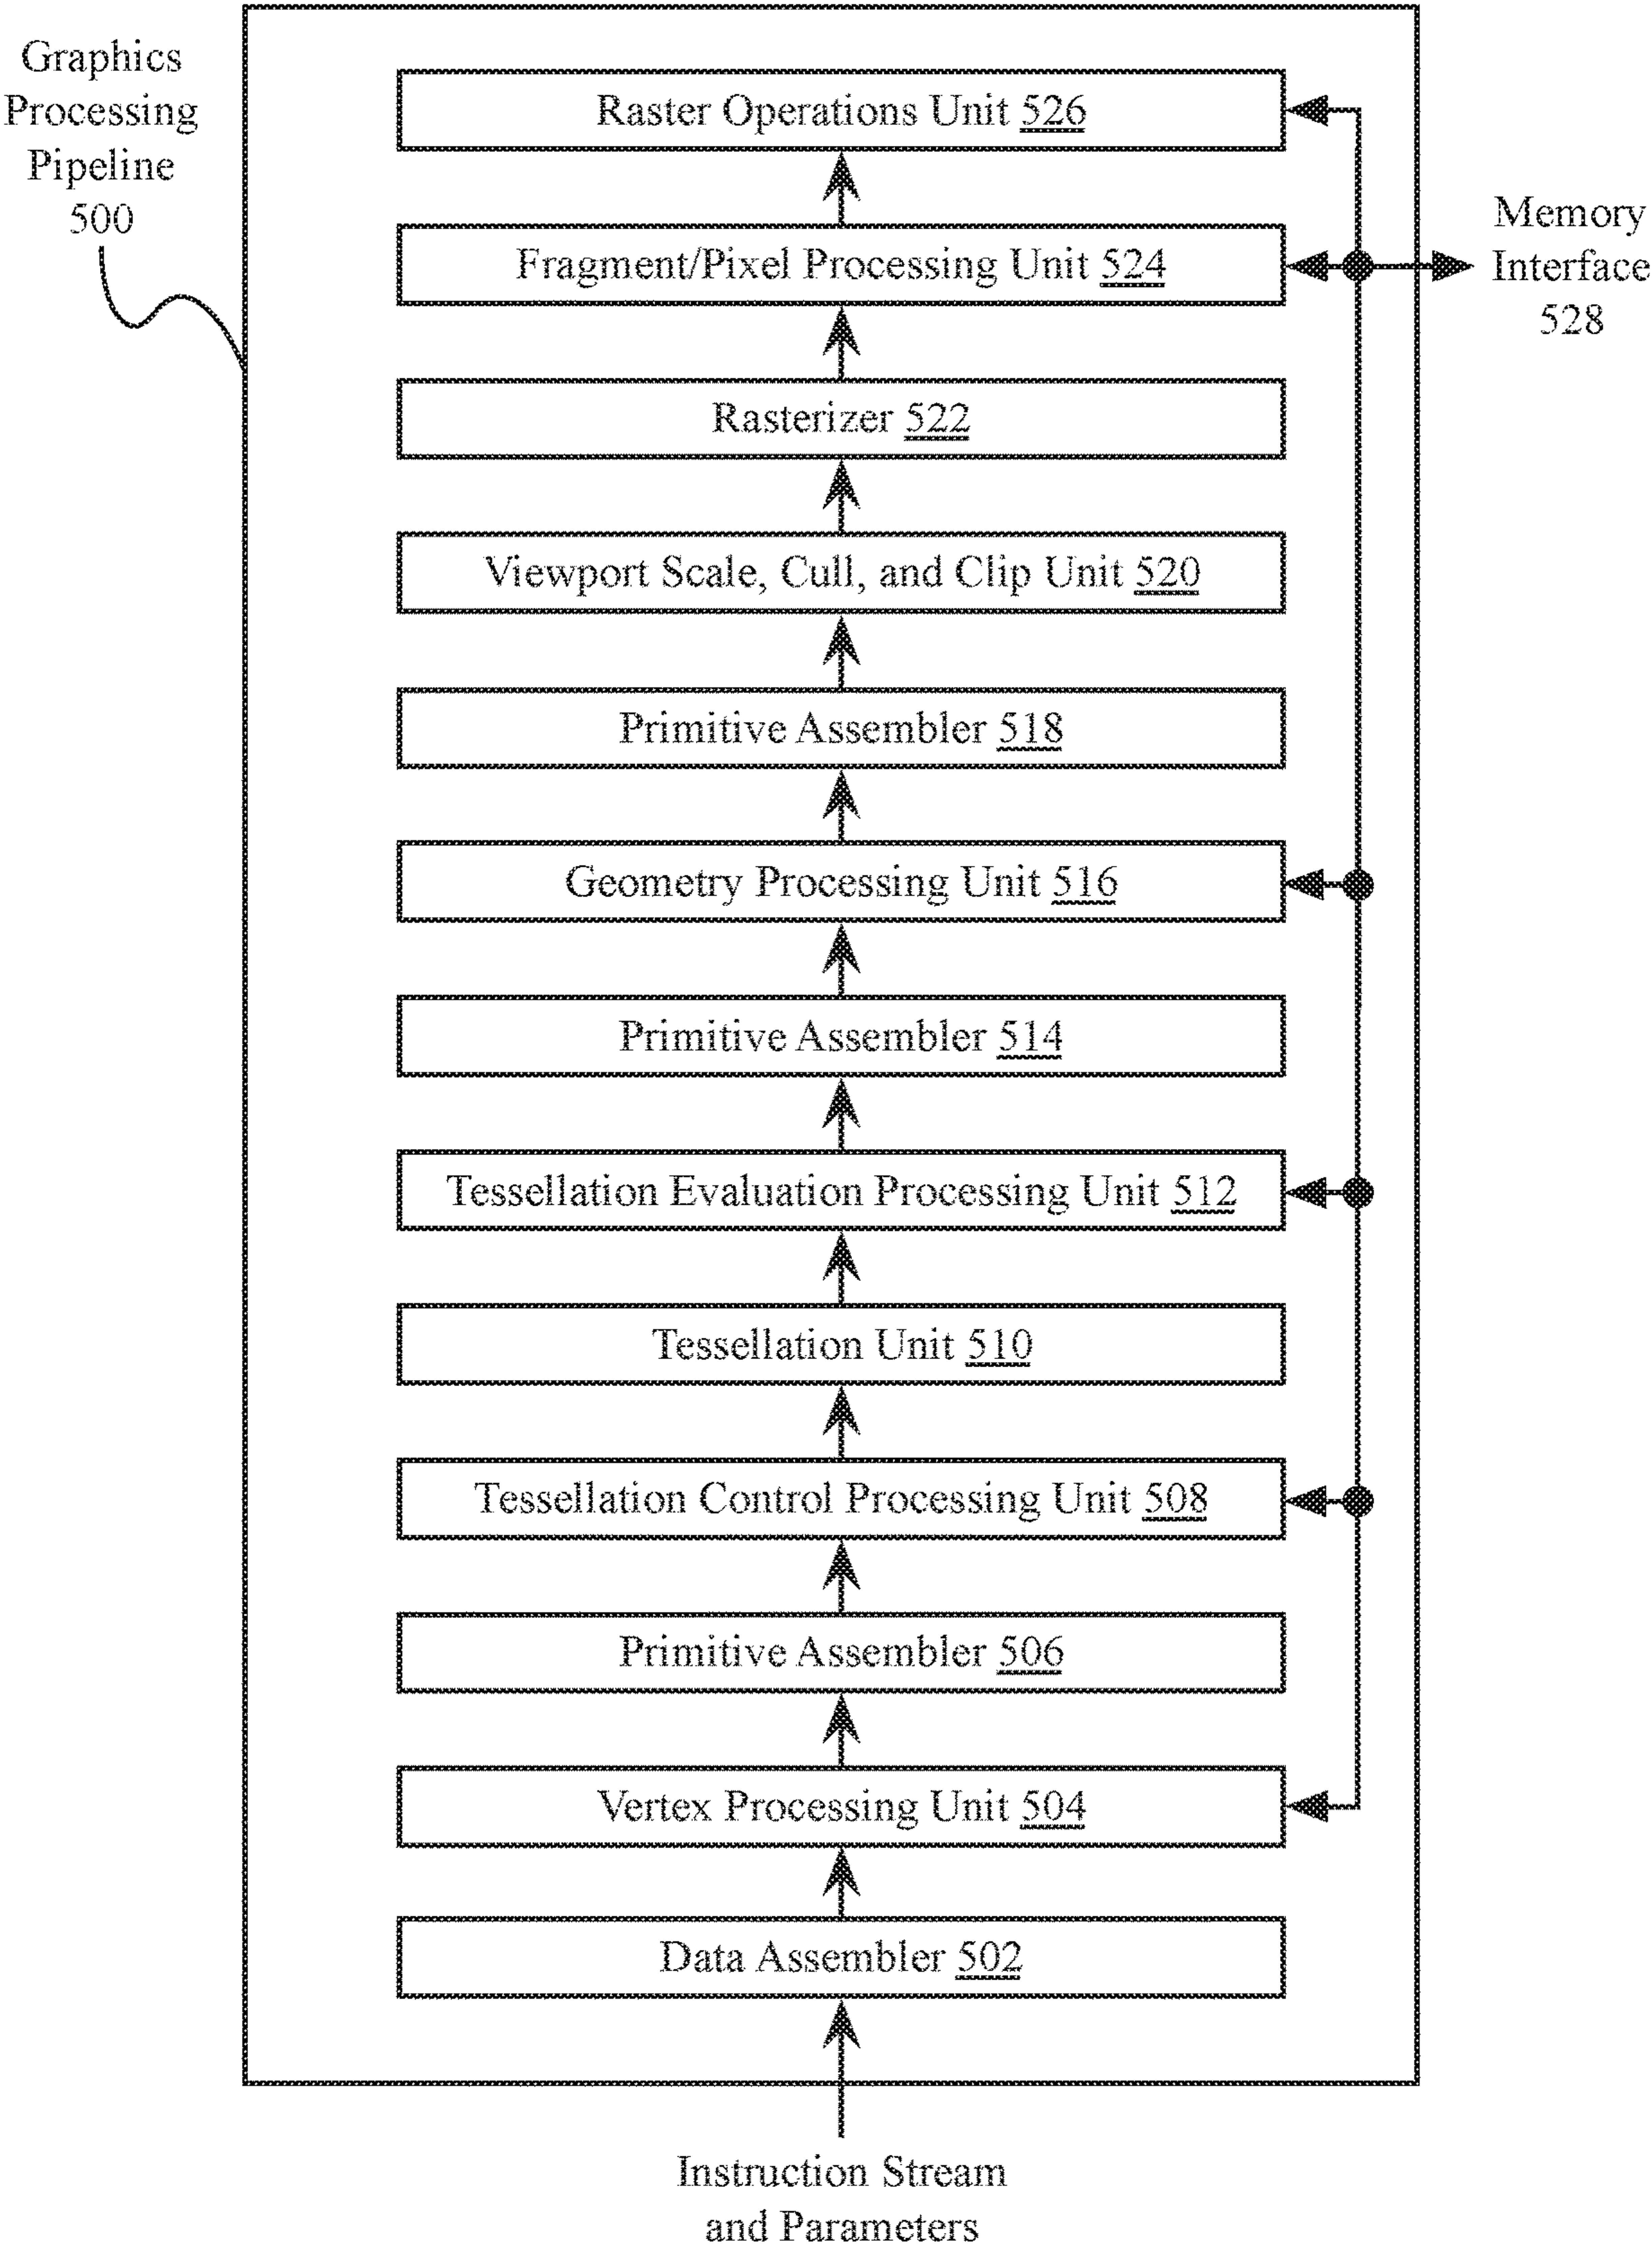 Graphics
Processing
Pipeline
500
Raster Operations Unit 526
Fragment/Pixel Processing Unit 524
Memory
Interface
528
Rasterizer 522
Viewport Scale, Cull, and Clip Unit 520
Primitive Assembler 518
Geometry Processing Unit 516
Primitive Assembler 514
Tessellation Evaluation Processing Unit 512
Tessellation Unit 510
Tessellation Control Processing Unit 508
Primitive Assembler 506
Vertex Processing Unit 504
Data Assembler 502
Instruction Stream
and Parameters